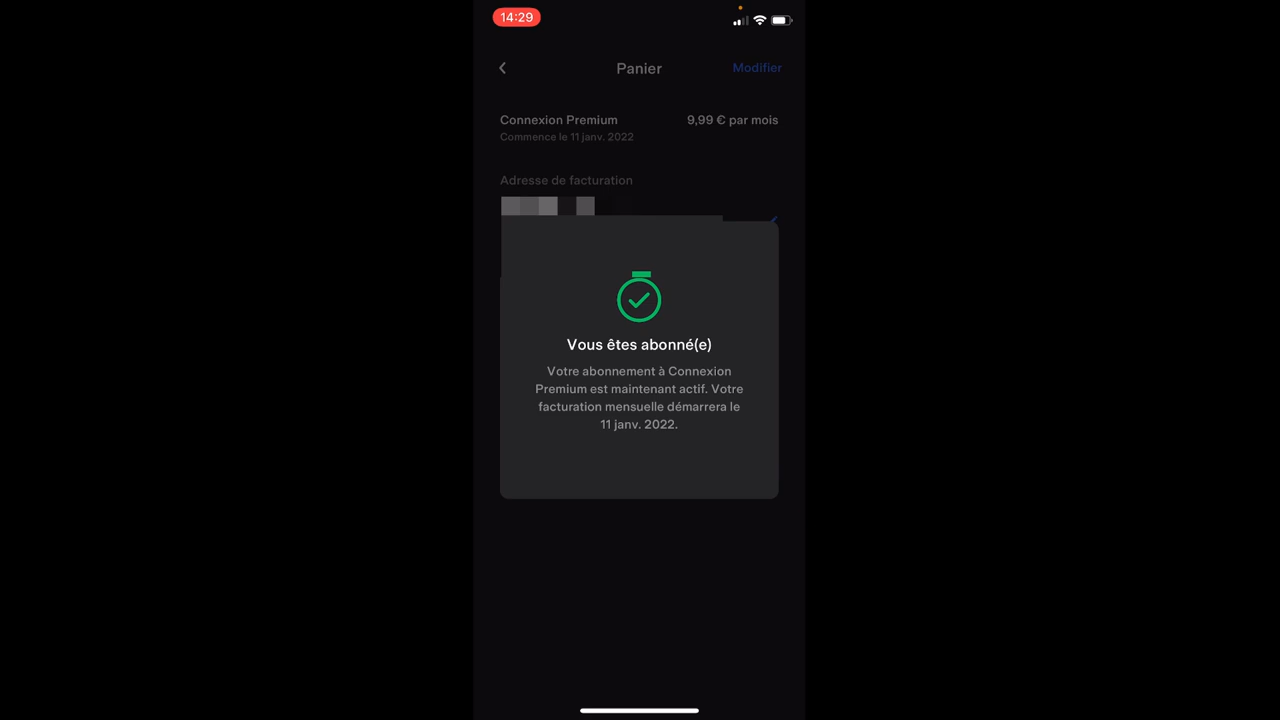 14:29
Panier
Modifier
Connexion Premium
9,99 € par mois
Commence le 11 janv. 2022
Adresse de facturation
Vous êtes abonné(e)
Votre abonnement à Connexion
Premium est maintenant actif. Votre
facturation mensuelle démarrera le
11 janv. 2022.